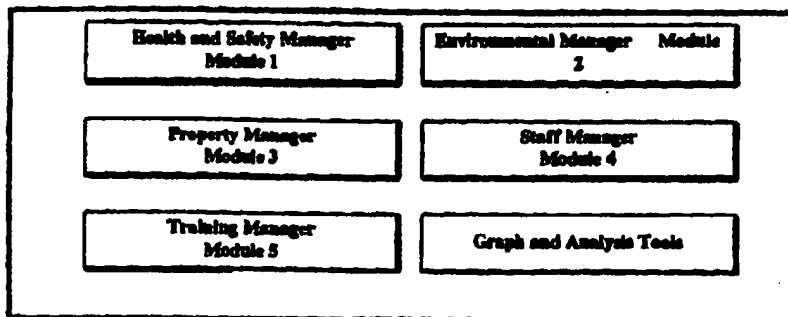 Health and Safety Manager
Module 1
Environmental Manager Module
2
Property Manager
Module 3
Staff Manager
Module 4
Training Manager
Module 5
Graph and Analysis Tools